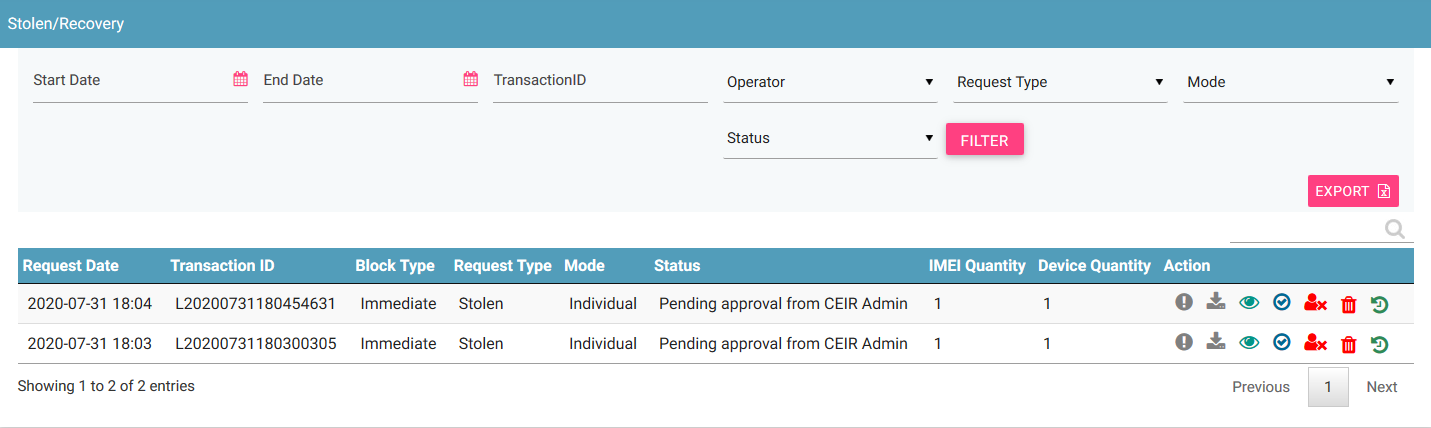 Stolen/Recovery
Start Date End Date TransactionID Operator Request Type Mode
Status FILTER
EXPORT
Request Date Transaction ID Block Type Request Type Mode Status IMEI Quantity Device Quantity Action
2020-07-31 18:04 L20200731180454631 Immediate Stolen Individual Pending approval from CEIR Admin 1 1
2020-07-31 18:03 L20200731180300305 Immediate Stolen Individual Pending approval from CEIR Admin 1 1
Showing 1 to 2 of 2 entries Previous 1 Next